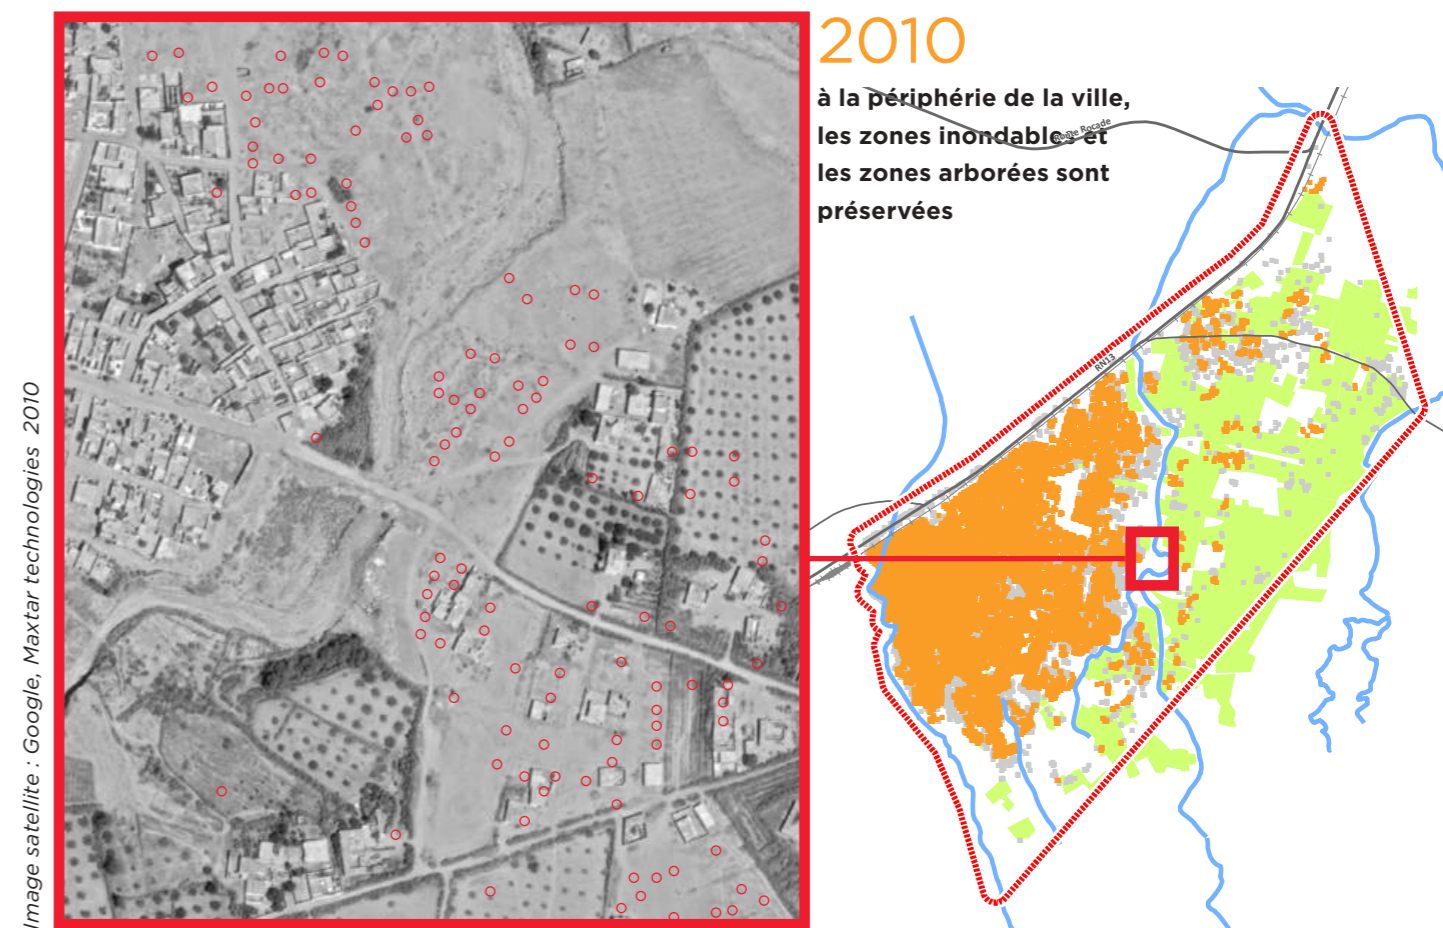 2010
à la périphérie de la ville,
les zones inondables et
les zones arborées sont
préservées
Route Rocade
RN13
Image satellite : Google, Maxtar technologies 2010